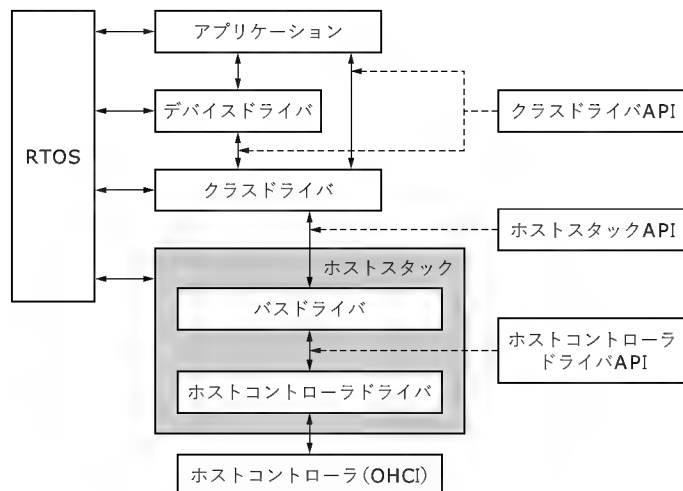 アプリケーション
デバイスドライバ
クラスドライバAPI
RTOS
クラスドライバ
ホストスタックAPI
ホストスタック
バスドライバ
ホストコントローラ
ドライバAPI
ホストコントローラドライバ
ホストコントローラ(OHCI)